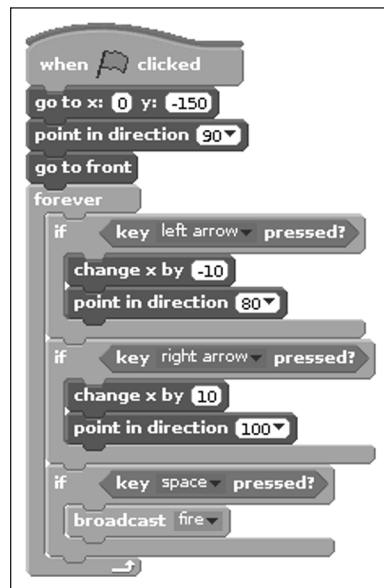 when clicked
go to x: 0 y: -150
point in direction 90
go to front
forever
if key left arrow pressed?
change x by -10
point in direction 80
if key right arrow pressed?
change x by 10
point in direction 100
if key space pressed?
broadcast fire